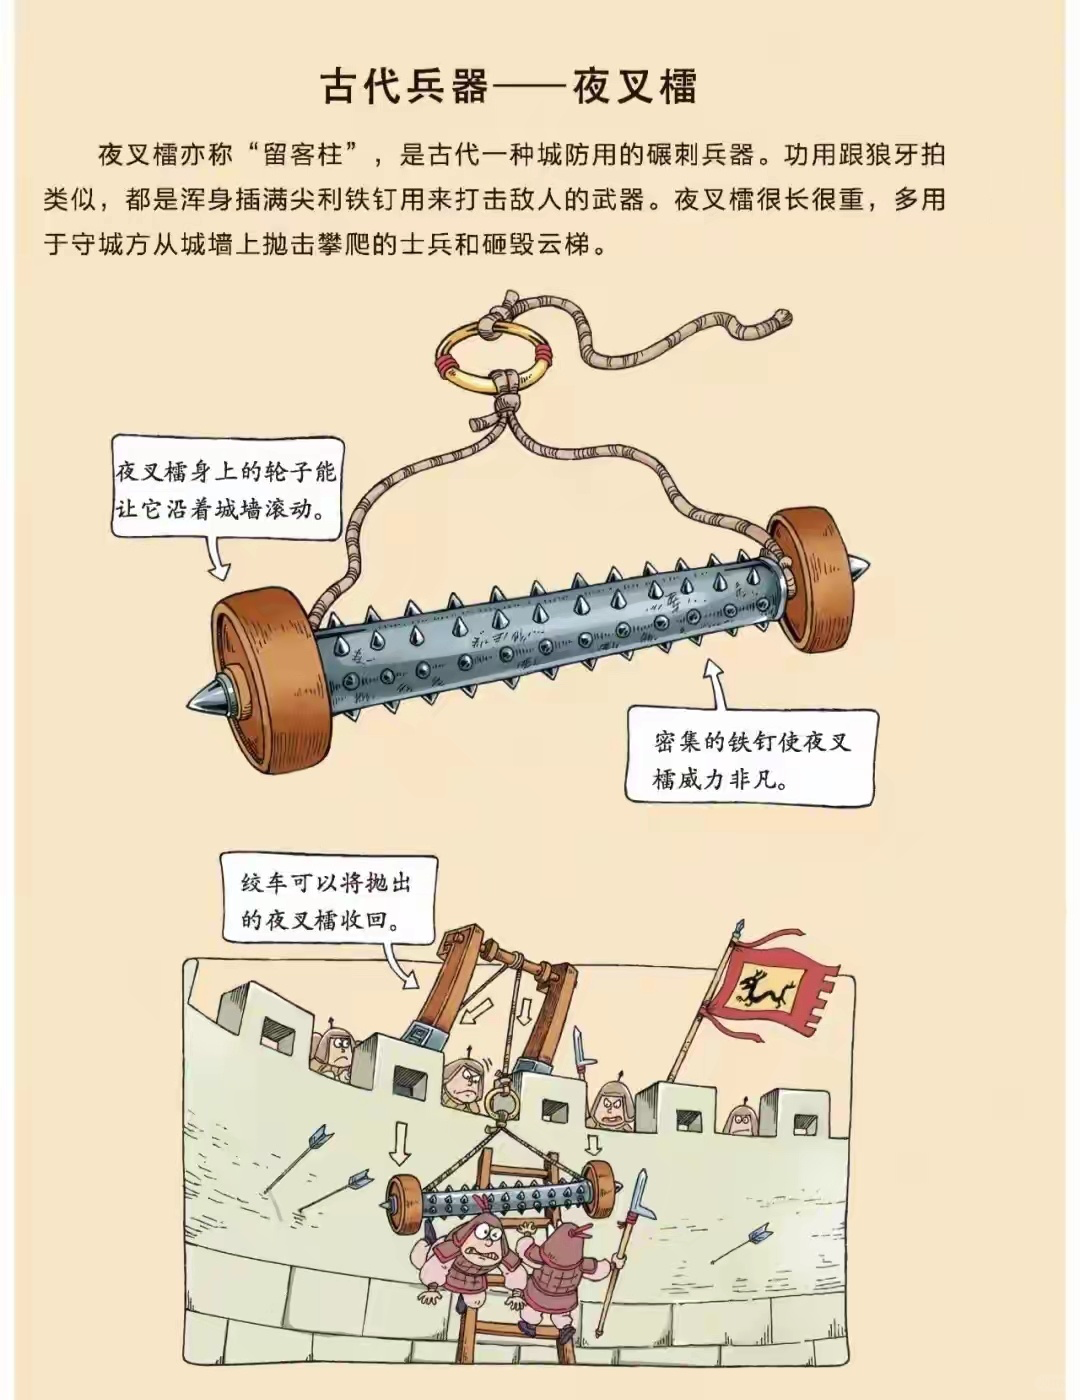 古代兵器——夜叉檑
夜叉檑亦称“留客柱”，是古代一种城防用的碾刺兵器。功用跟狼牙拍
类似，都是浑身插满尖利铁钉用来打击敌人的武器。夜叉檑很长很重，多用
于守城方从城墙上抛击攀爬的士兵和砸毁云梯。
夜叉檑身上的轮子能
让它沿着城墙滚动。
密集的铁钉使夜叉
檑威力非凡。
绞车可以将抛出
的夜叉檑收回。